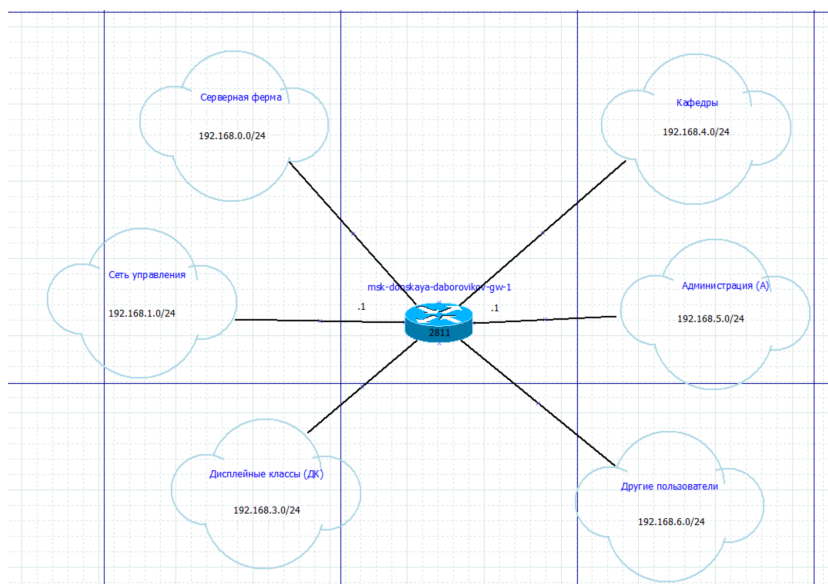 Серверная ферма
192.168.0.0/24
Кафедры
192.168.4.0/24
Сеть управления
192.168.1.0/24
msk-donskaya-daborovikov-gw-1
.1
.1
2811
Администрация (А)
192.168.5.0/24
Дисплейные классы (ДК)
192.168.3.0/24
Другие пользователи
192.168.6.0/24